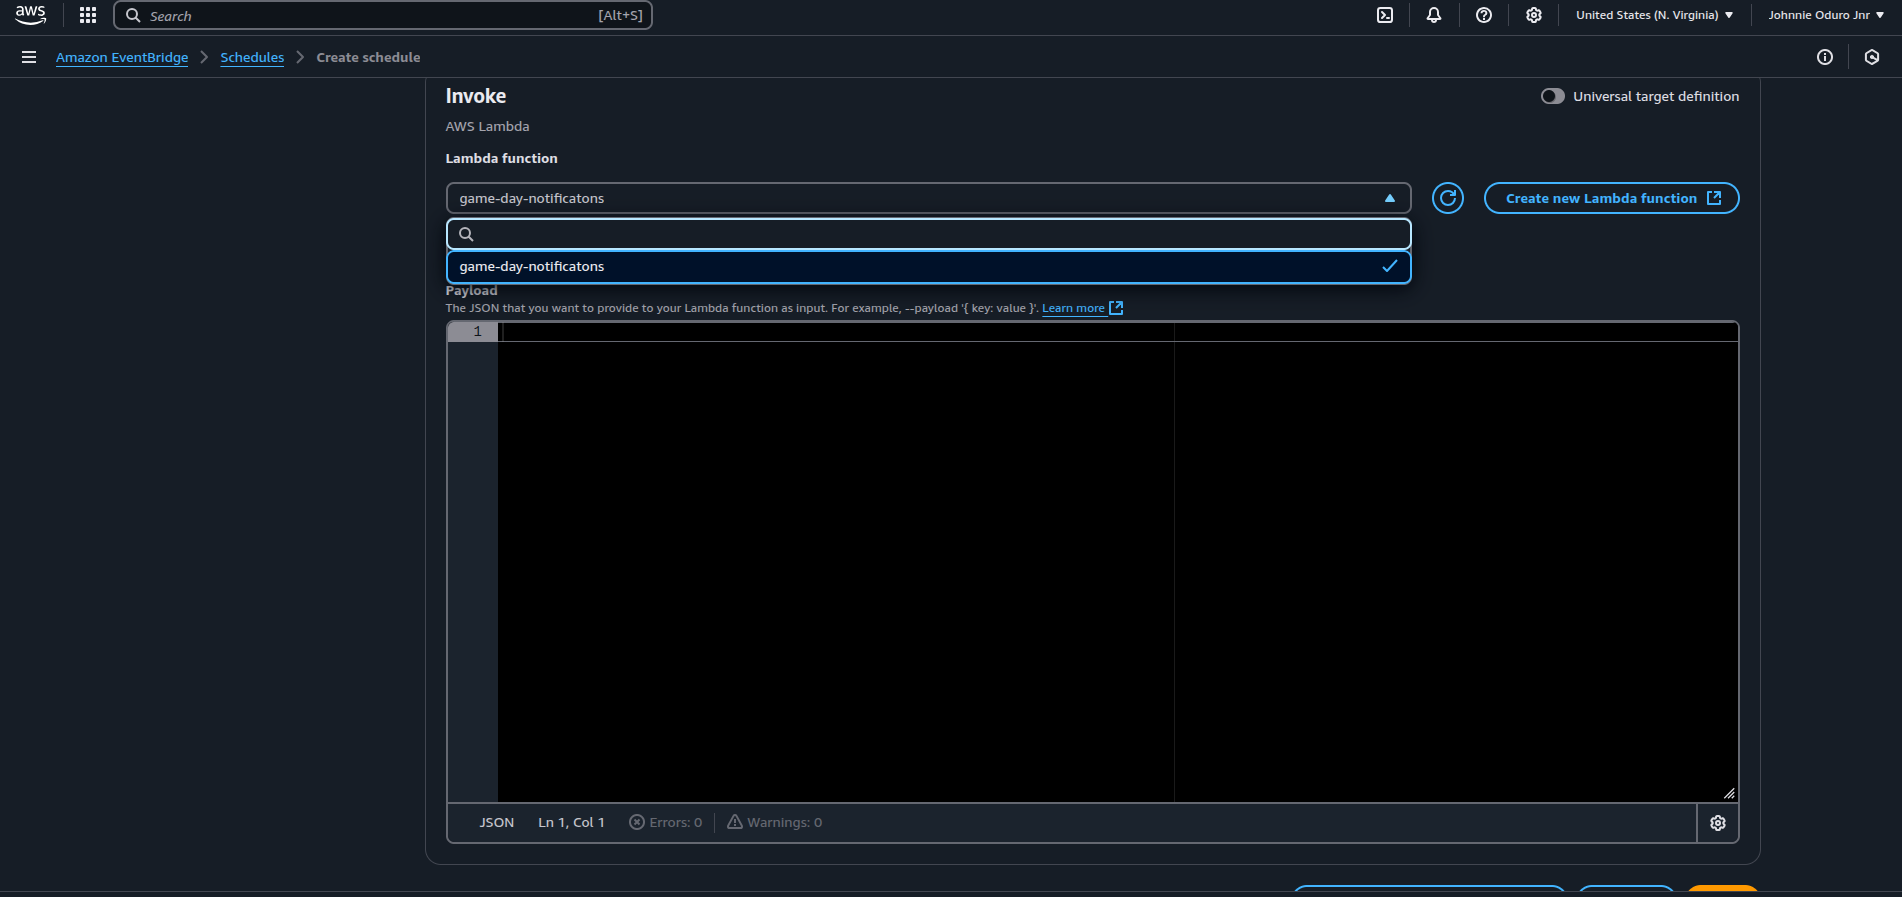 aws
Search [Alt+S] United States (N. Virginia) Johnnie Oduro Jnr
Amazon EventBridge Schedules Create schedule
Invoke Universal target definition
AWS Lambda
Lambda function
game-day-notificatons Create new Lambda function
game-day-notificatons
Payload
The JSON that you want to provide to your Lambda function as input. For example, --payload '{ key: value }'. Learn more
1
JSON Ln 1, Col 1 Errors: 0 Warnings: 0